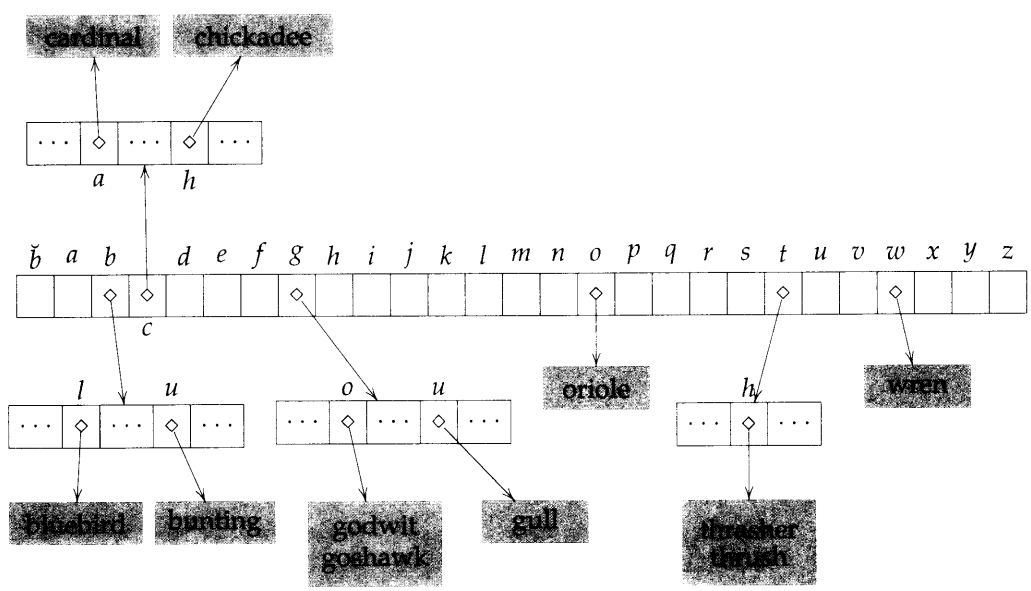 cardinal chickadee
··· ··· ···
a h
b̆ a b d e f g h i j k l m n o p q r s t u v w x y z
c
l u o u oriole h wren
··· ··· ··· ··· ··· ··· ··· ···
bluebird bunting godwit gull thrasher
goshawk thrush